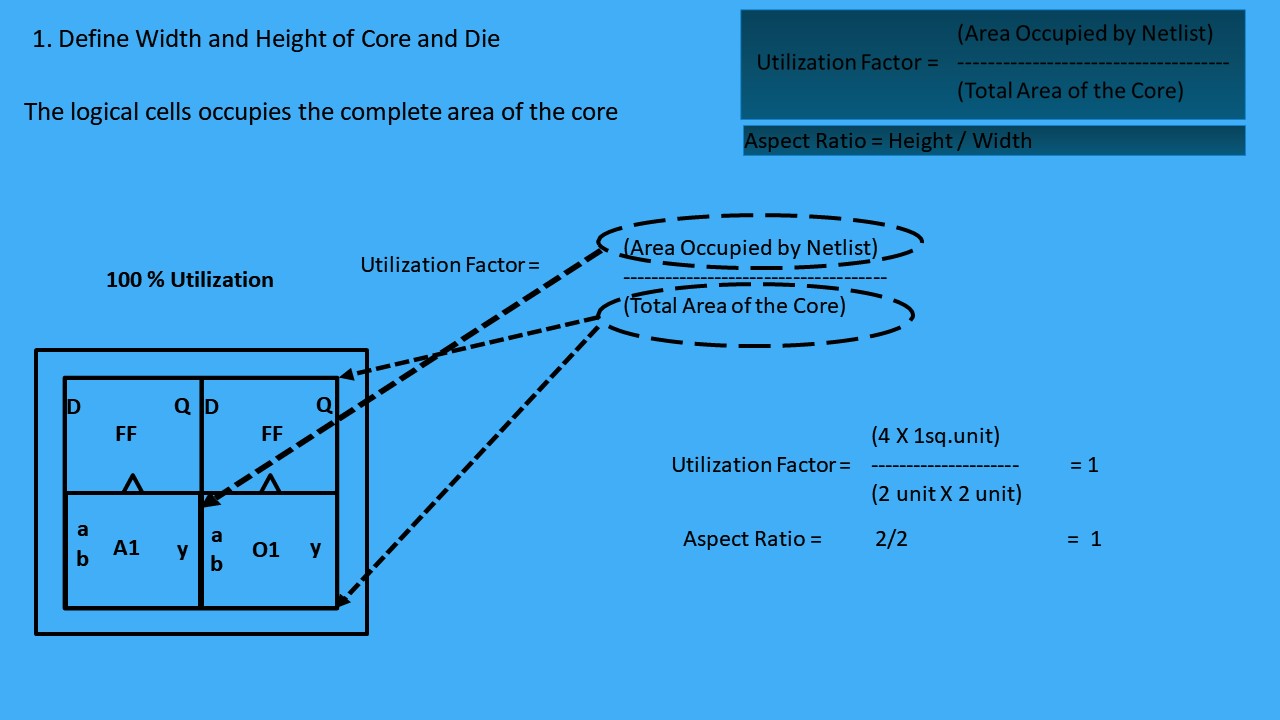 1. Define Width and Height of Core and Die
(Area Occupied by Netlist)
Utilization Factor = -------------------------------------
(Total Area of the Core)
Aspect Ratio = Height / Width
The logical cells occupies the complete area of the core
100 % Utilization
(Area Occupied by Netlist)
Utilization Factor = -------------------------------------
(Total Area of the Core)
D Q D Q
FF FF
a a
A1 y O1 y
b b
(4 X 1sq.unit)
Utilization Factor = --------------------- = 1
(2 unit X 2 unit)
Aspect Ratio = 2/2 = 1